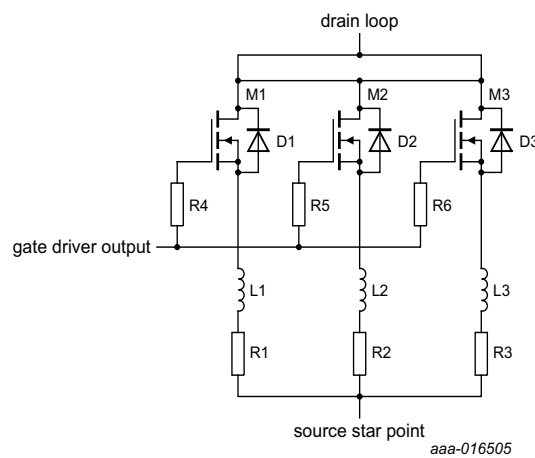 drain loop
M1 M2 M3
D1 D2 D3
R4 R5 R6
gate driver output
L1 L2 L3
R1 R2 R3
source star point
aaa-016505